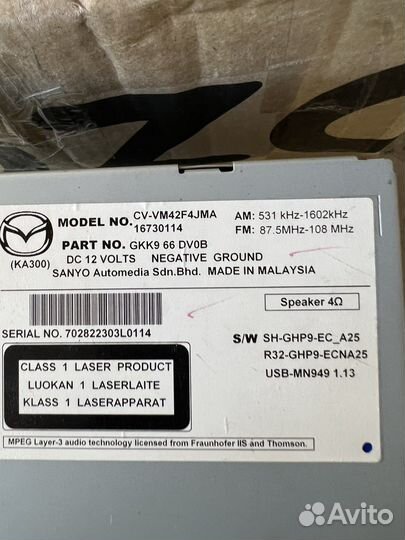 MODEL NO. CV-VM42F4JMA
16730114
AM: 531 kHz-1602kHz
FM: 87.5MHz-108 MHz
PART NO. GKK9 66 DV0B
(KA300)
DC 12 VOLTS NEGATIVE GROUND
SANYO Automedia Sdn.Bhd. MADE IN MALAYSIA
Speaker 4Ω
SERIAL NO. 702822303L0114
S/W SH-GHP9-EC_A25
R32-GHP9-ECNA25
USB-MN949 1.13
CLASS 1 LASER PRODUCT
LUOKAN 1 LASERLAITE
KLASS 1 LASERAPPARAT
MPEG Layer-3 audio technology licensed from Fraunhofer IIS and Thomson.
Avito